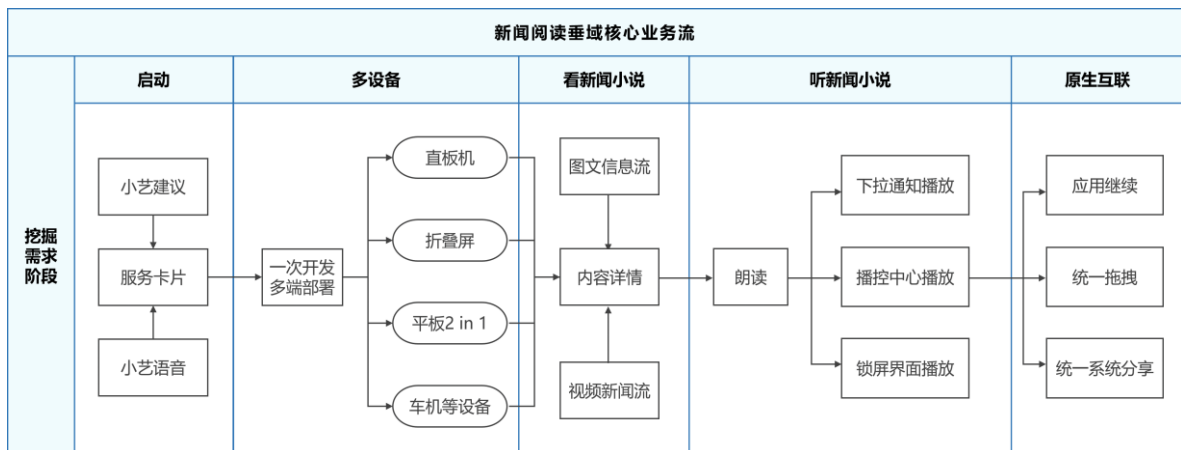 新闻阅读垂域核心业务流
启动
多设备
看新闻小说
听新闻小说
原生互联
挖掘
需求
阶段
小艺建议
服务卡片
小艺语音
一次开发
多端部署
直板机
折叠屏
平板2 in 1
车机等设备
图文信息流
内容详情
视频新闻流
朗读
下拉通知播放
播控中心播放
锁屏界面播放
应用继续
统一拖拽
统一系统分享